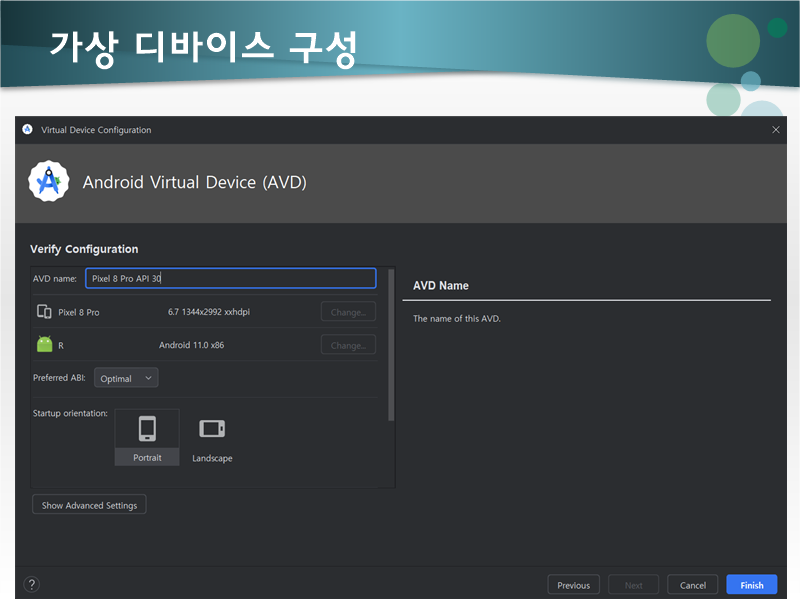 가상 디바이스 구성
Virtual Device Configuration
Android Virtual Device (AVD)
Verify Configuration
AVD name: Pixel 8 Pro API 30
AVD Name
The name of this AVD.
Pixel 8 Pro 6.7 1344x2992 xxhdpi Change...
R Android 11.0 x86 Change...
Preferred ABI: Optimal
Startup orientation:
Portrait Landscape
Show Advanced Settings
? Previous Next Cancel Finish